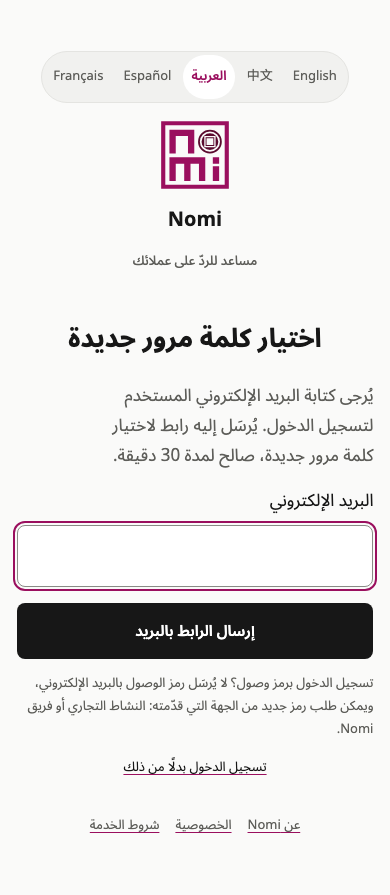 English
中文
العربية
Español
Français
nomi
Nomi
مساعد للردّ على عملائك
اختيار كلمة مرور جديدة
يُرجى كتابة البريد الإلكتروني المستخدم
لتسجيل الدخول. يُرسَل إليه رابط لاختيار
كلمة مرور جديدة، صالح لمدة 30 دقيقة.
البريد الإلكتروني
إرسال الرابط بالبريد
تسجيل الدخول برمز وصول؟ لا يُرسَل رمز الوصول بالبريد الإلكتروني،
ويمكن طلب رمز جديد من الجهة التي قدّمته: النشاط التجاري أو فريق
Nomi.
تسجيل الدخول بدلًا من ذلك
عن Nomi
الخصوصية
شروط الخدمة